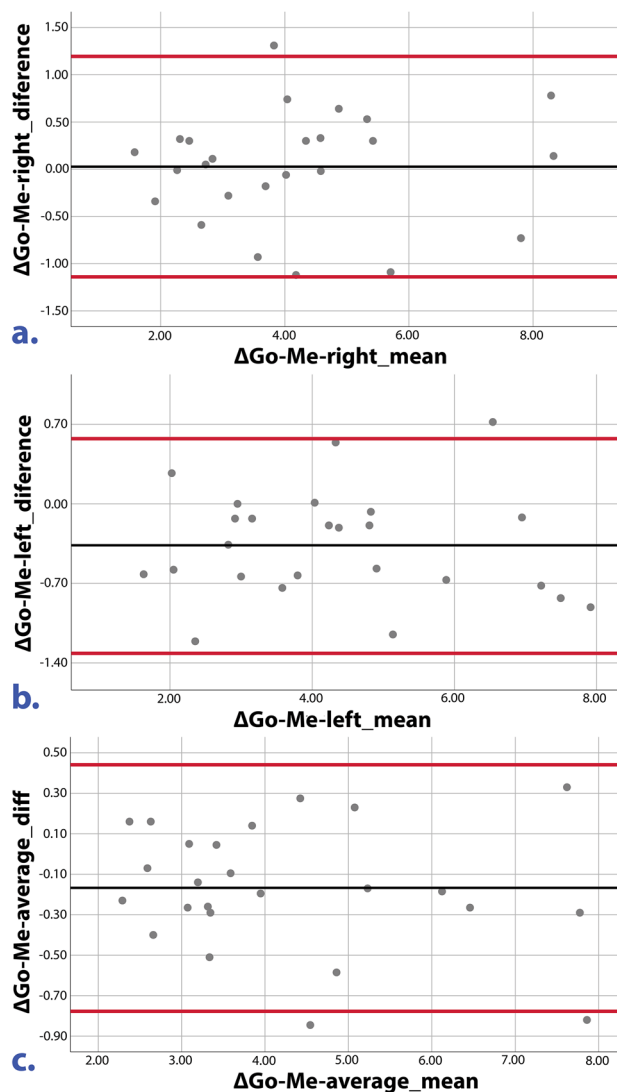 ΔGo-Me-right_diference
1.50
1.00
0.50
0.00
-0.50
-1.00
-1.50
2.00 4.00 6.00 8.00
a.
ΔGo-Me-right_mean
ΔGo-Me-left_diference
0.70
0.00
-0.70
-1.40
2.00 4.00 6.00 8.00
b.
ΔGo-Me-left_mean
ΔGo-Me-average_diff
0.50
0.30
0.10
-0.10
-0.30
-0.50
-0.70
-0.90
2.00 3.00 4.00 5.00 6.00 7.00 8.00
c.
ΔGo-Me-average_mean